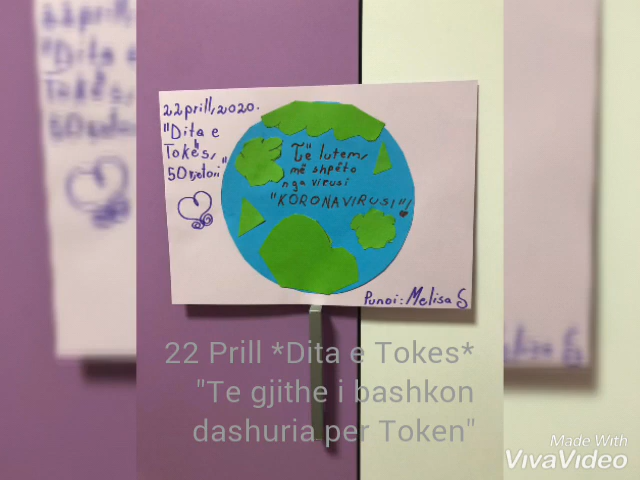 22 prill, 2020.
"Dita e
Tokës,
50 vjetori"
Të lutem,
më shpëto
nga virusi
"KORONAVIRUSI"!
Punoi: Melisa S
22 Prill *Dita e Tokes*
"Te gjithe i bashkon
dashuria per Token"
Made With
VivaVideo